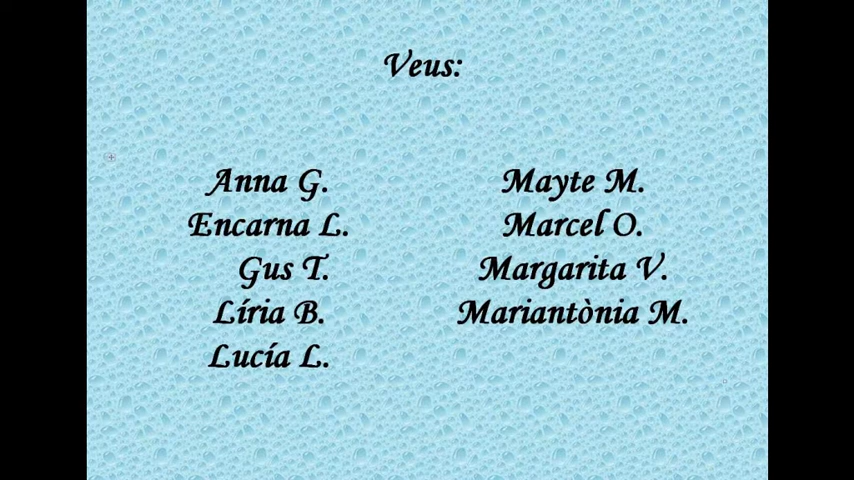 Veus:
Anna G.
Encarna L.
Gus T.
Líria B.
Lucía L.
Mayte M.
Marcel O.
Margarita V.
Mariantònia M.